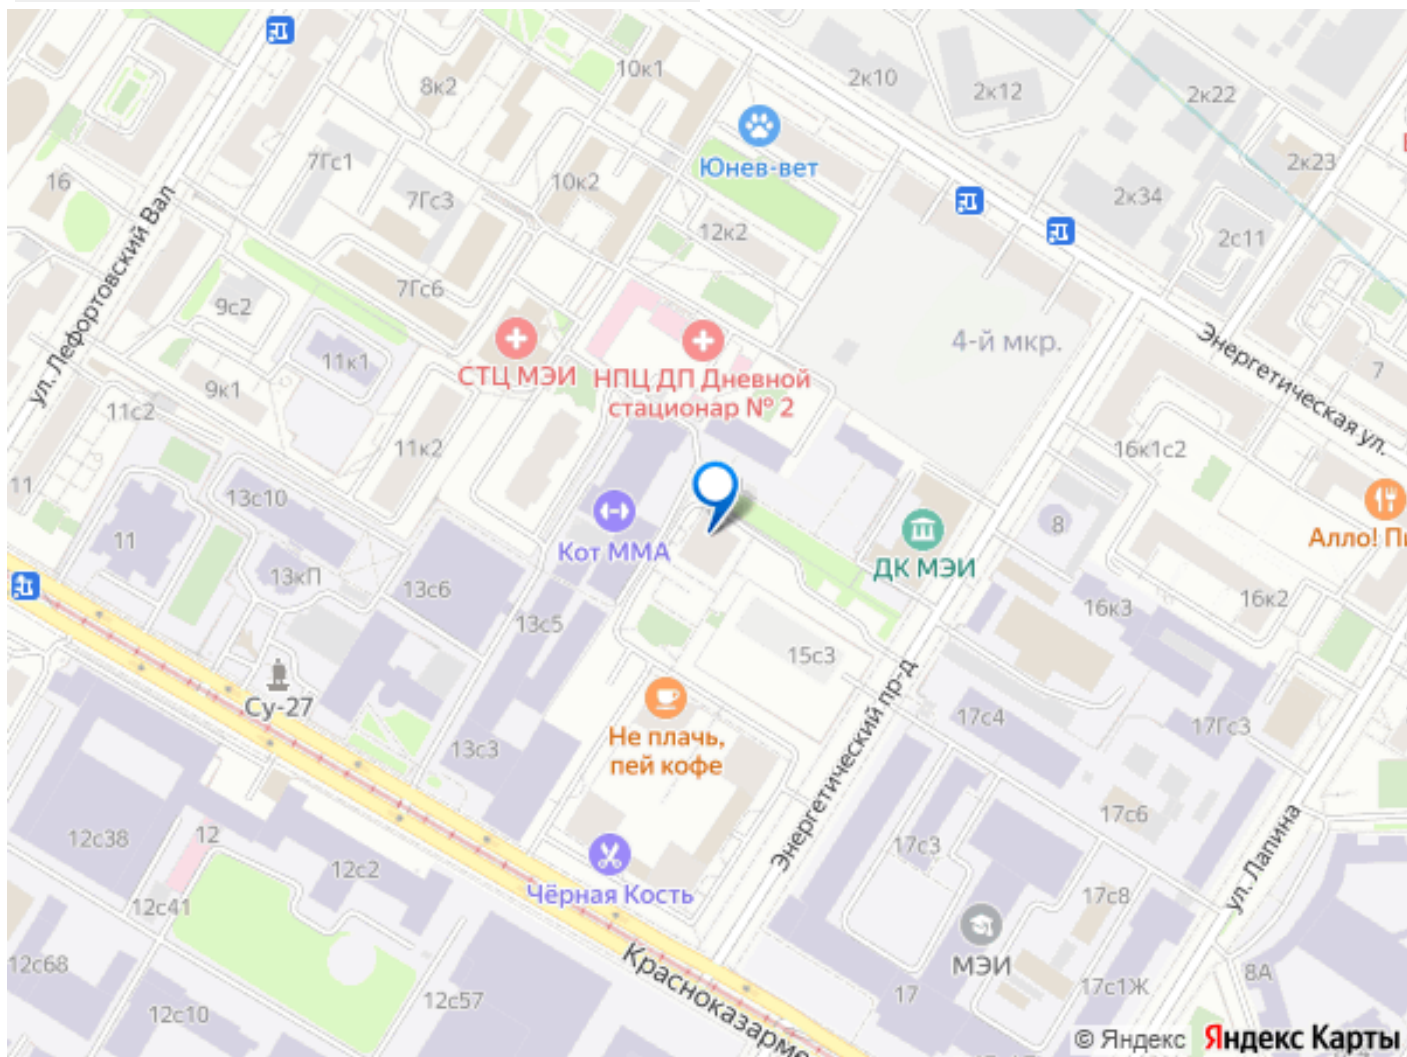 10к1
8к2
2к10
2к12
2к22
Юнев-вет
2к23
7Гс1
16
10к2
7Гс3
2к34
12к2
2с11
ул. Лефортовский Вал
7Гс6
9с2
4-й мкр.
Энергетическая ул.
11к1
СТЦ МЭИ
НПЦ ДП Дневной
стационар № 2
7
9к1
11с2
11к2
16к1с2
11
13с10
8
Алло! Пи
11
Кот ММА
ДК МЭИ
13кП
13с6
16к2
16к3
13с5
15с3
Су-27
Энергетический пр-д
17с4
17Гс3
13с3
Не плачь,
пей кофе
17с6
12с38
12
17с3
ул. Лапина
12с2
Чёрная Кость
17с8
12с41
МЭИ
12с68
8А
17с1Ж
17
12с57
12с10
Красноказарме
© Яндекс Яндекс Карты